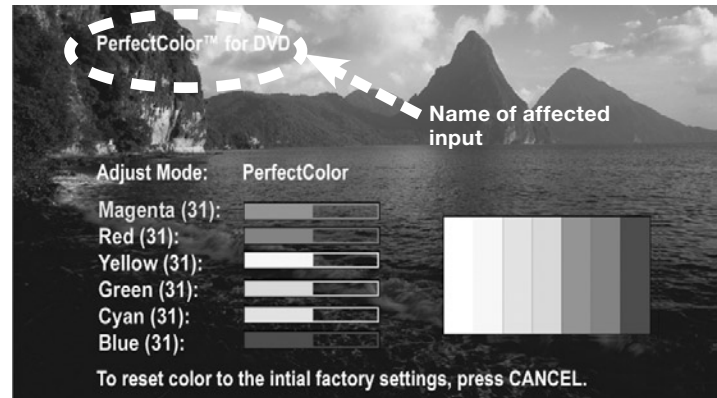 PerfectColor™ for DVD
Name of affected
input
Adjust Mode: PerfectColor
Magenta (31):
Red (31):
Yellow (31):
Green (31):
Cyan (31):
Blue (31):
To reset color to the intial factory settings, press CANCEL.